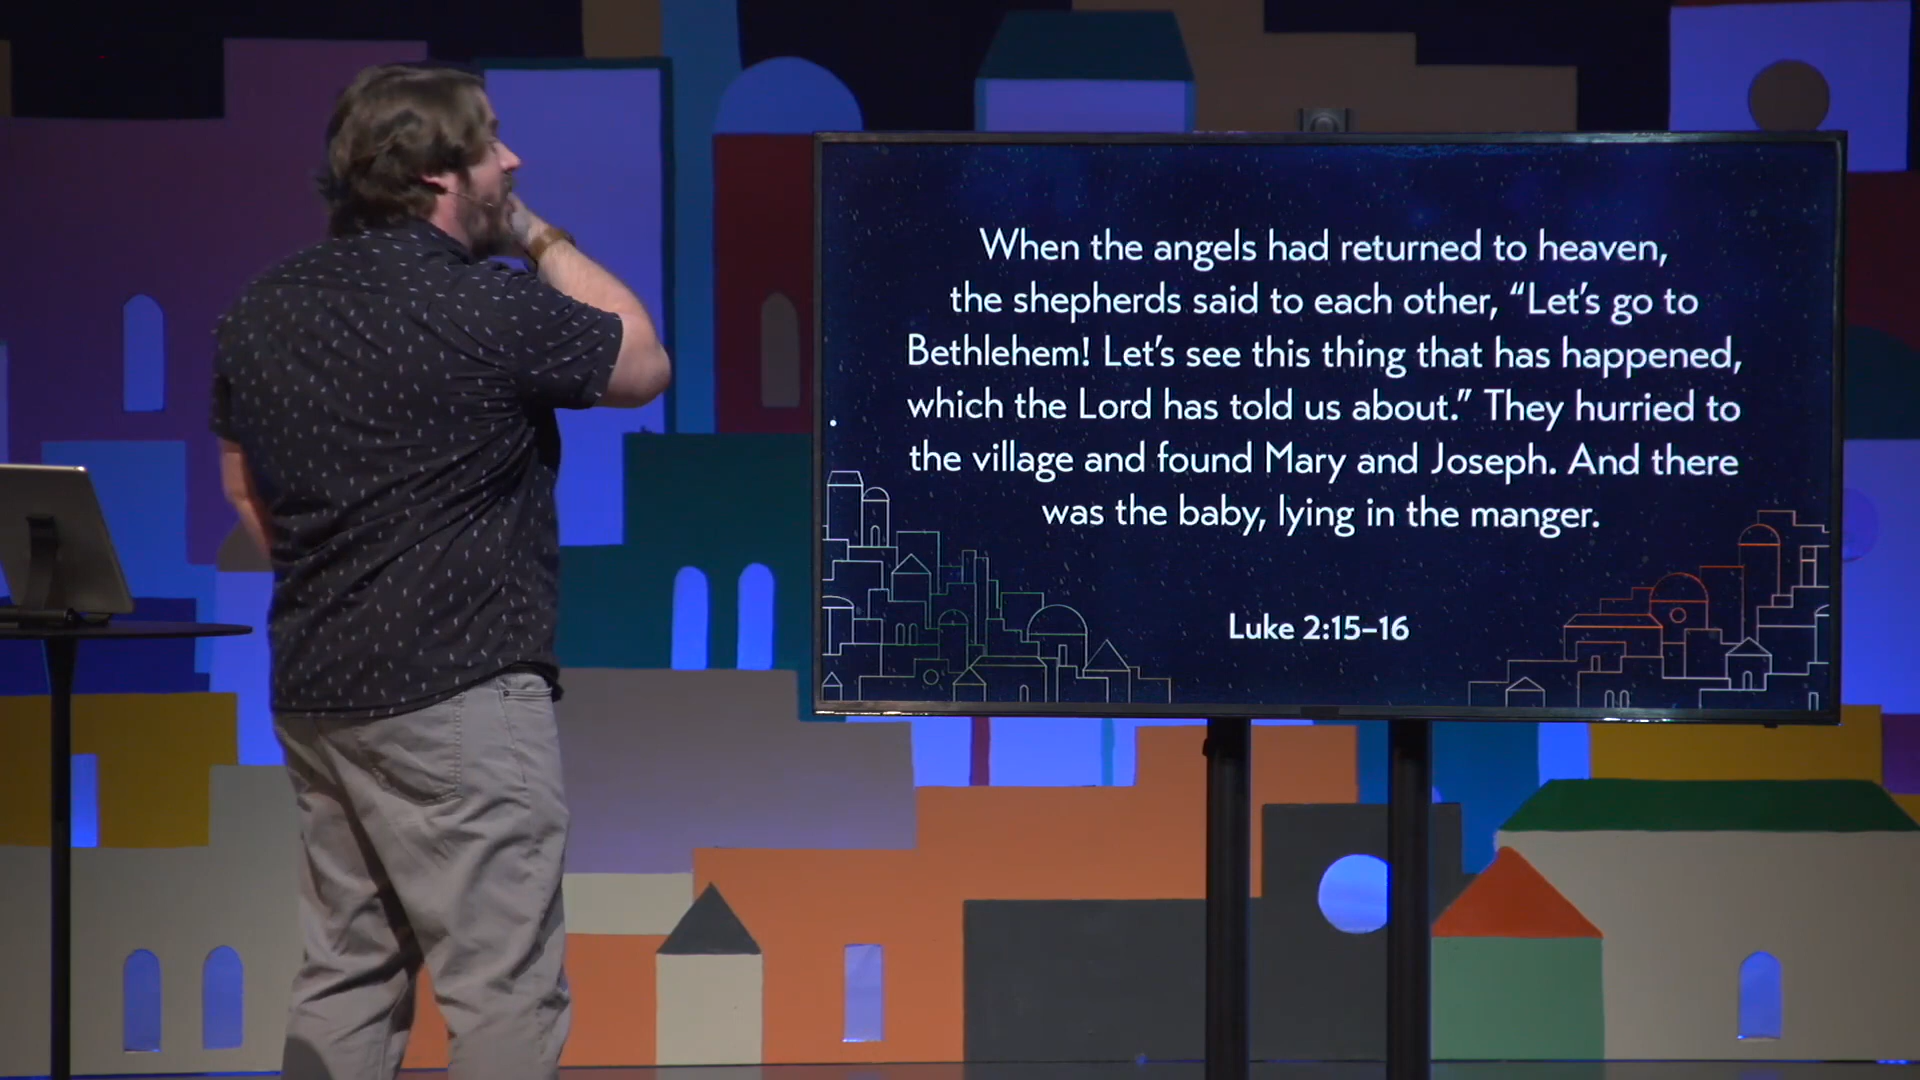 When the angels had returned to heaven,
the shepherds said to each other, “Let’s go to
Bethlehem! Let’s see this thing that has happened,
which the Lord has told us about.” They hurried to
the village and found Mary and Joseph. And there
was the baby, lying in the manger.
Luke 2:15–16